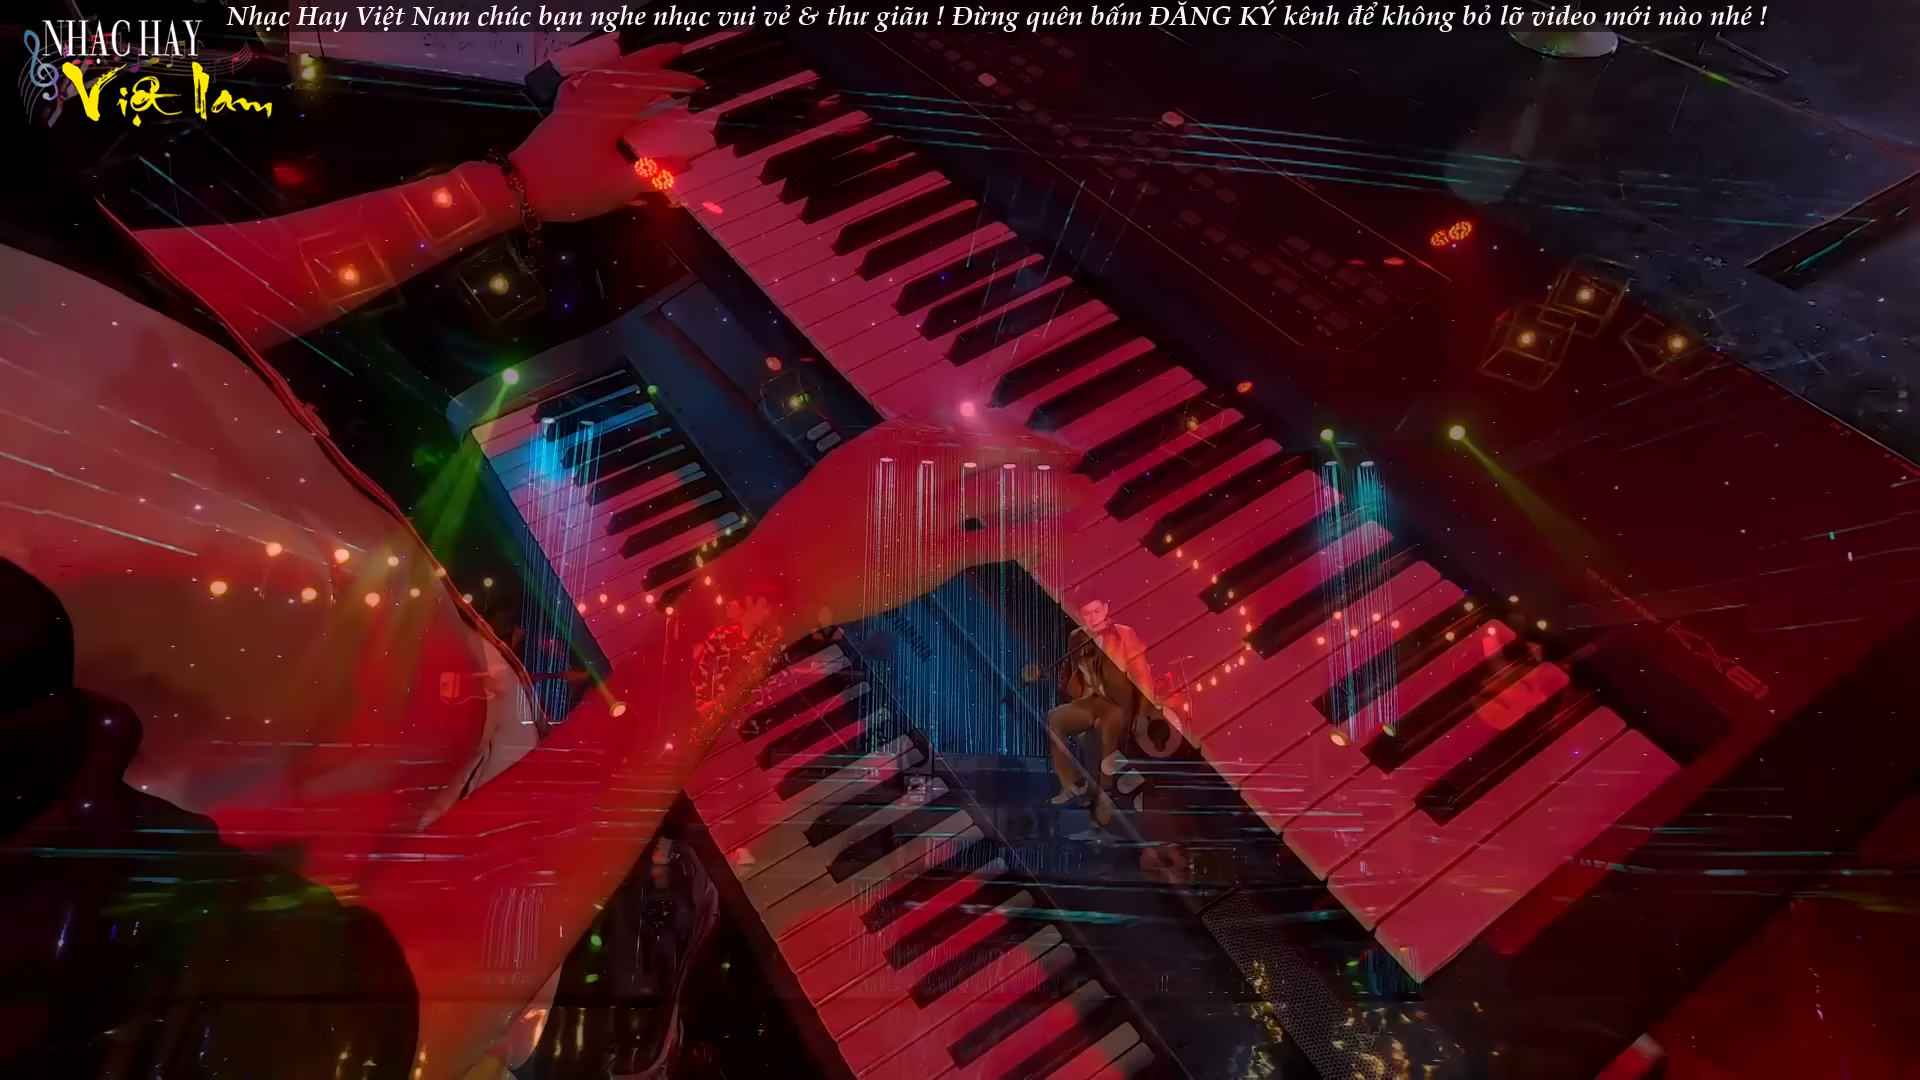 Nhạc Hay Việt Nam chúc bạn nghe nhạc vui vẻ & thư giãn ! Đừng quên bấm ĐĂNG KÝ kênh để không bỏ lỡ video mới nào nhé !
NHẠC HAY
Việt Nam